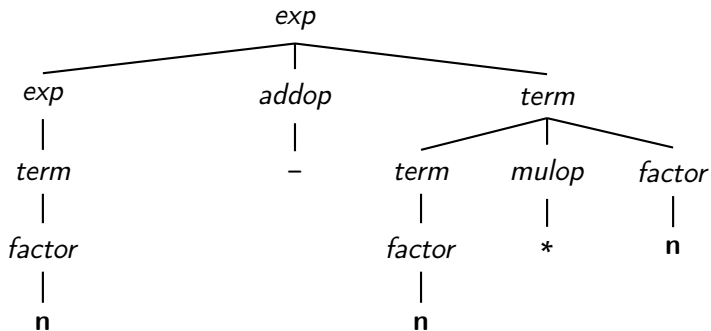 exp
exp addop term
term – term mulop factor
factor factor * n
n n